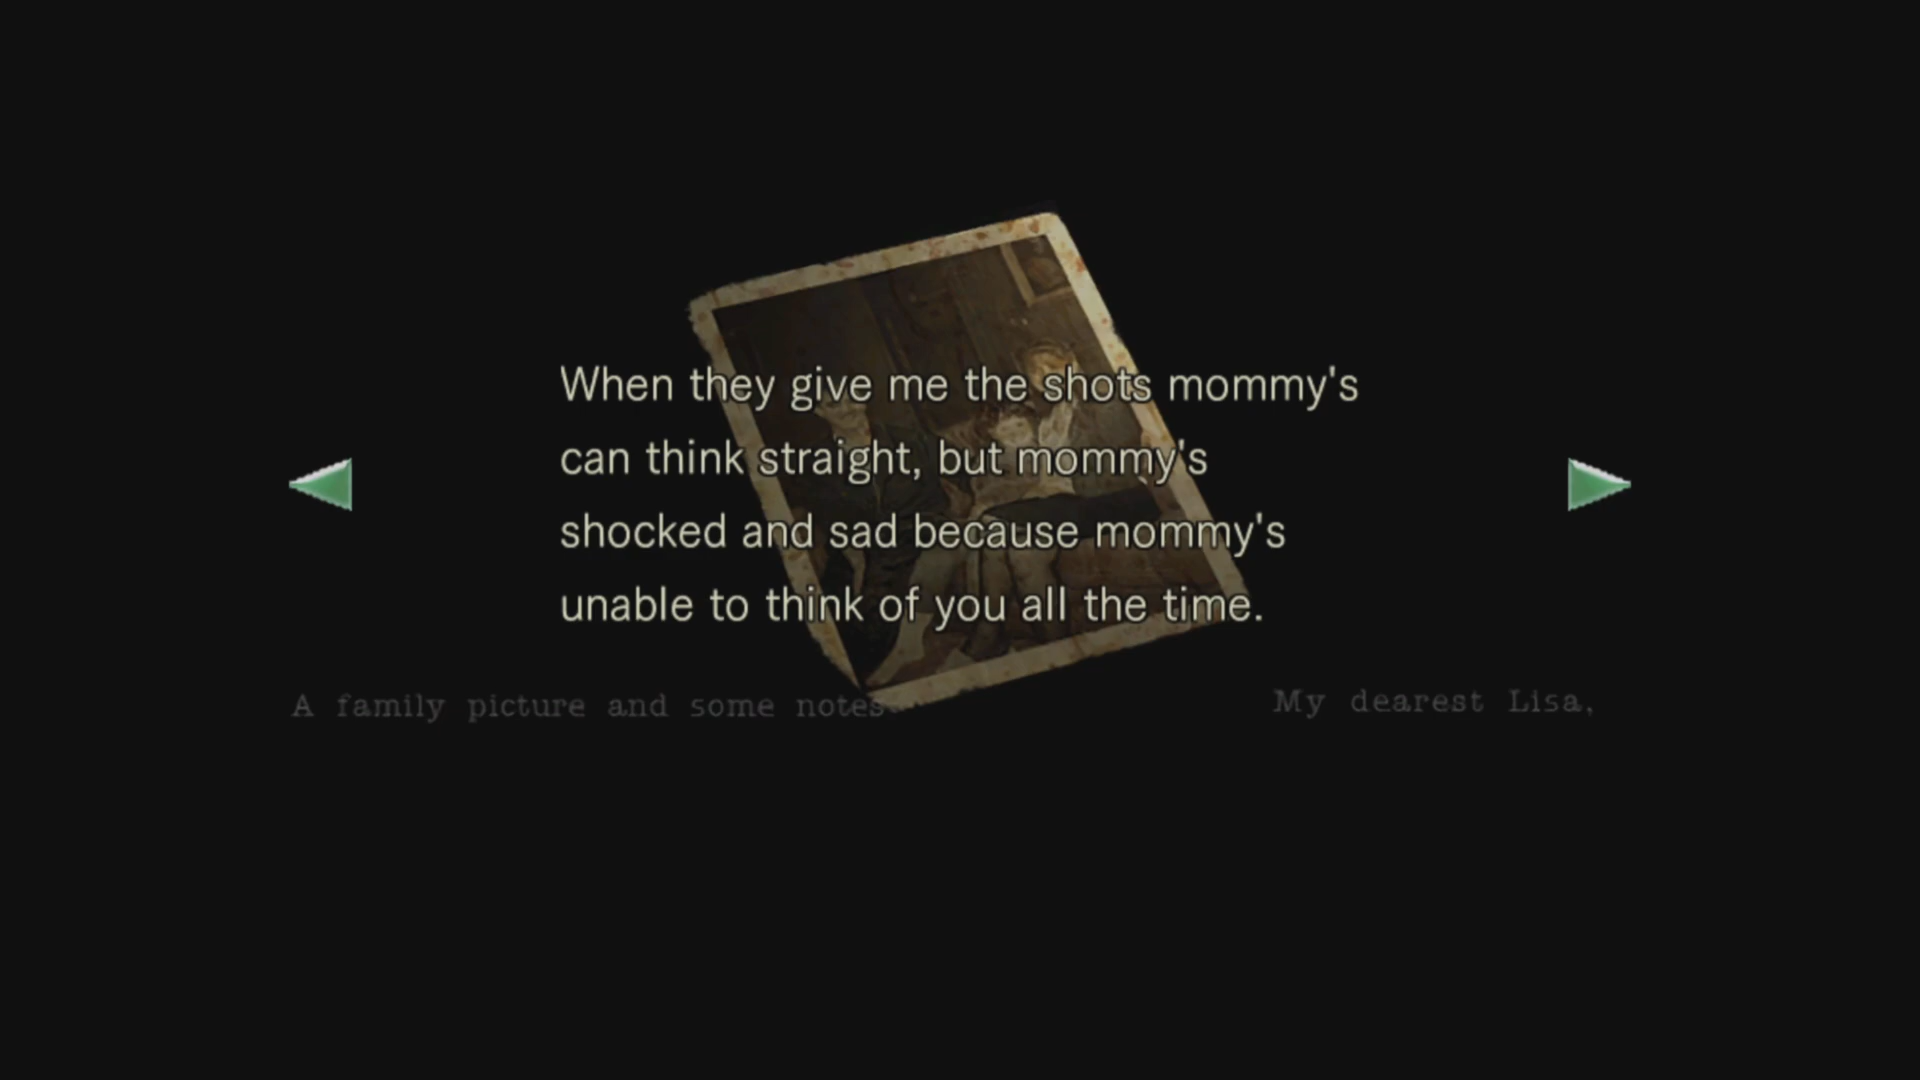 When they give me the shots mommy's
can think straight, but mommy's
shocked and sad because mommy's
unable to think of you all the time.
A family picture and some notes
My dearest Lisa,